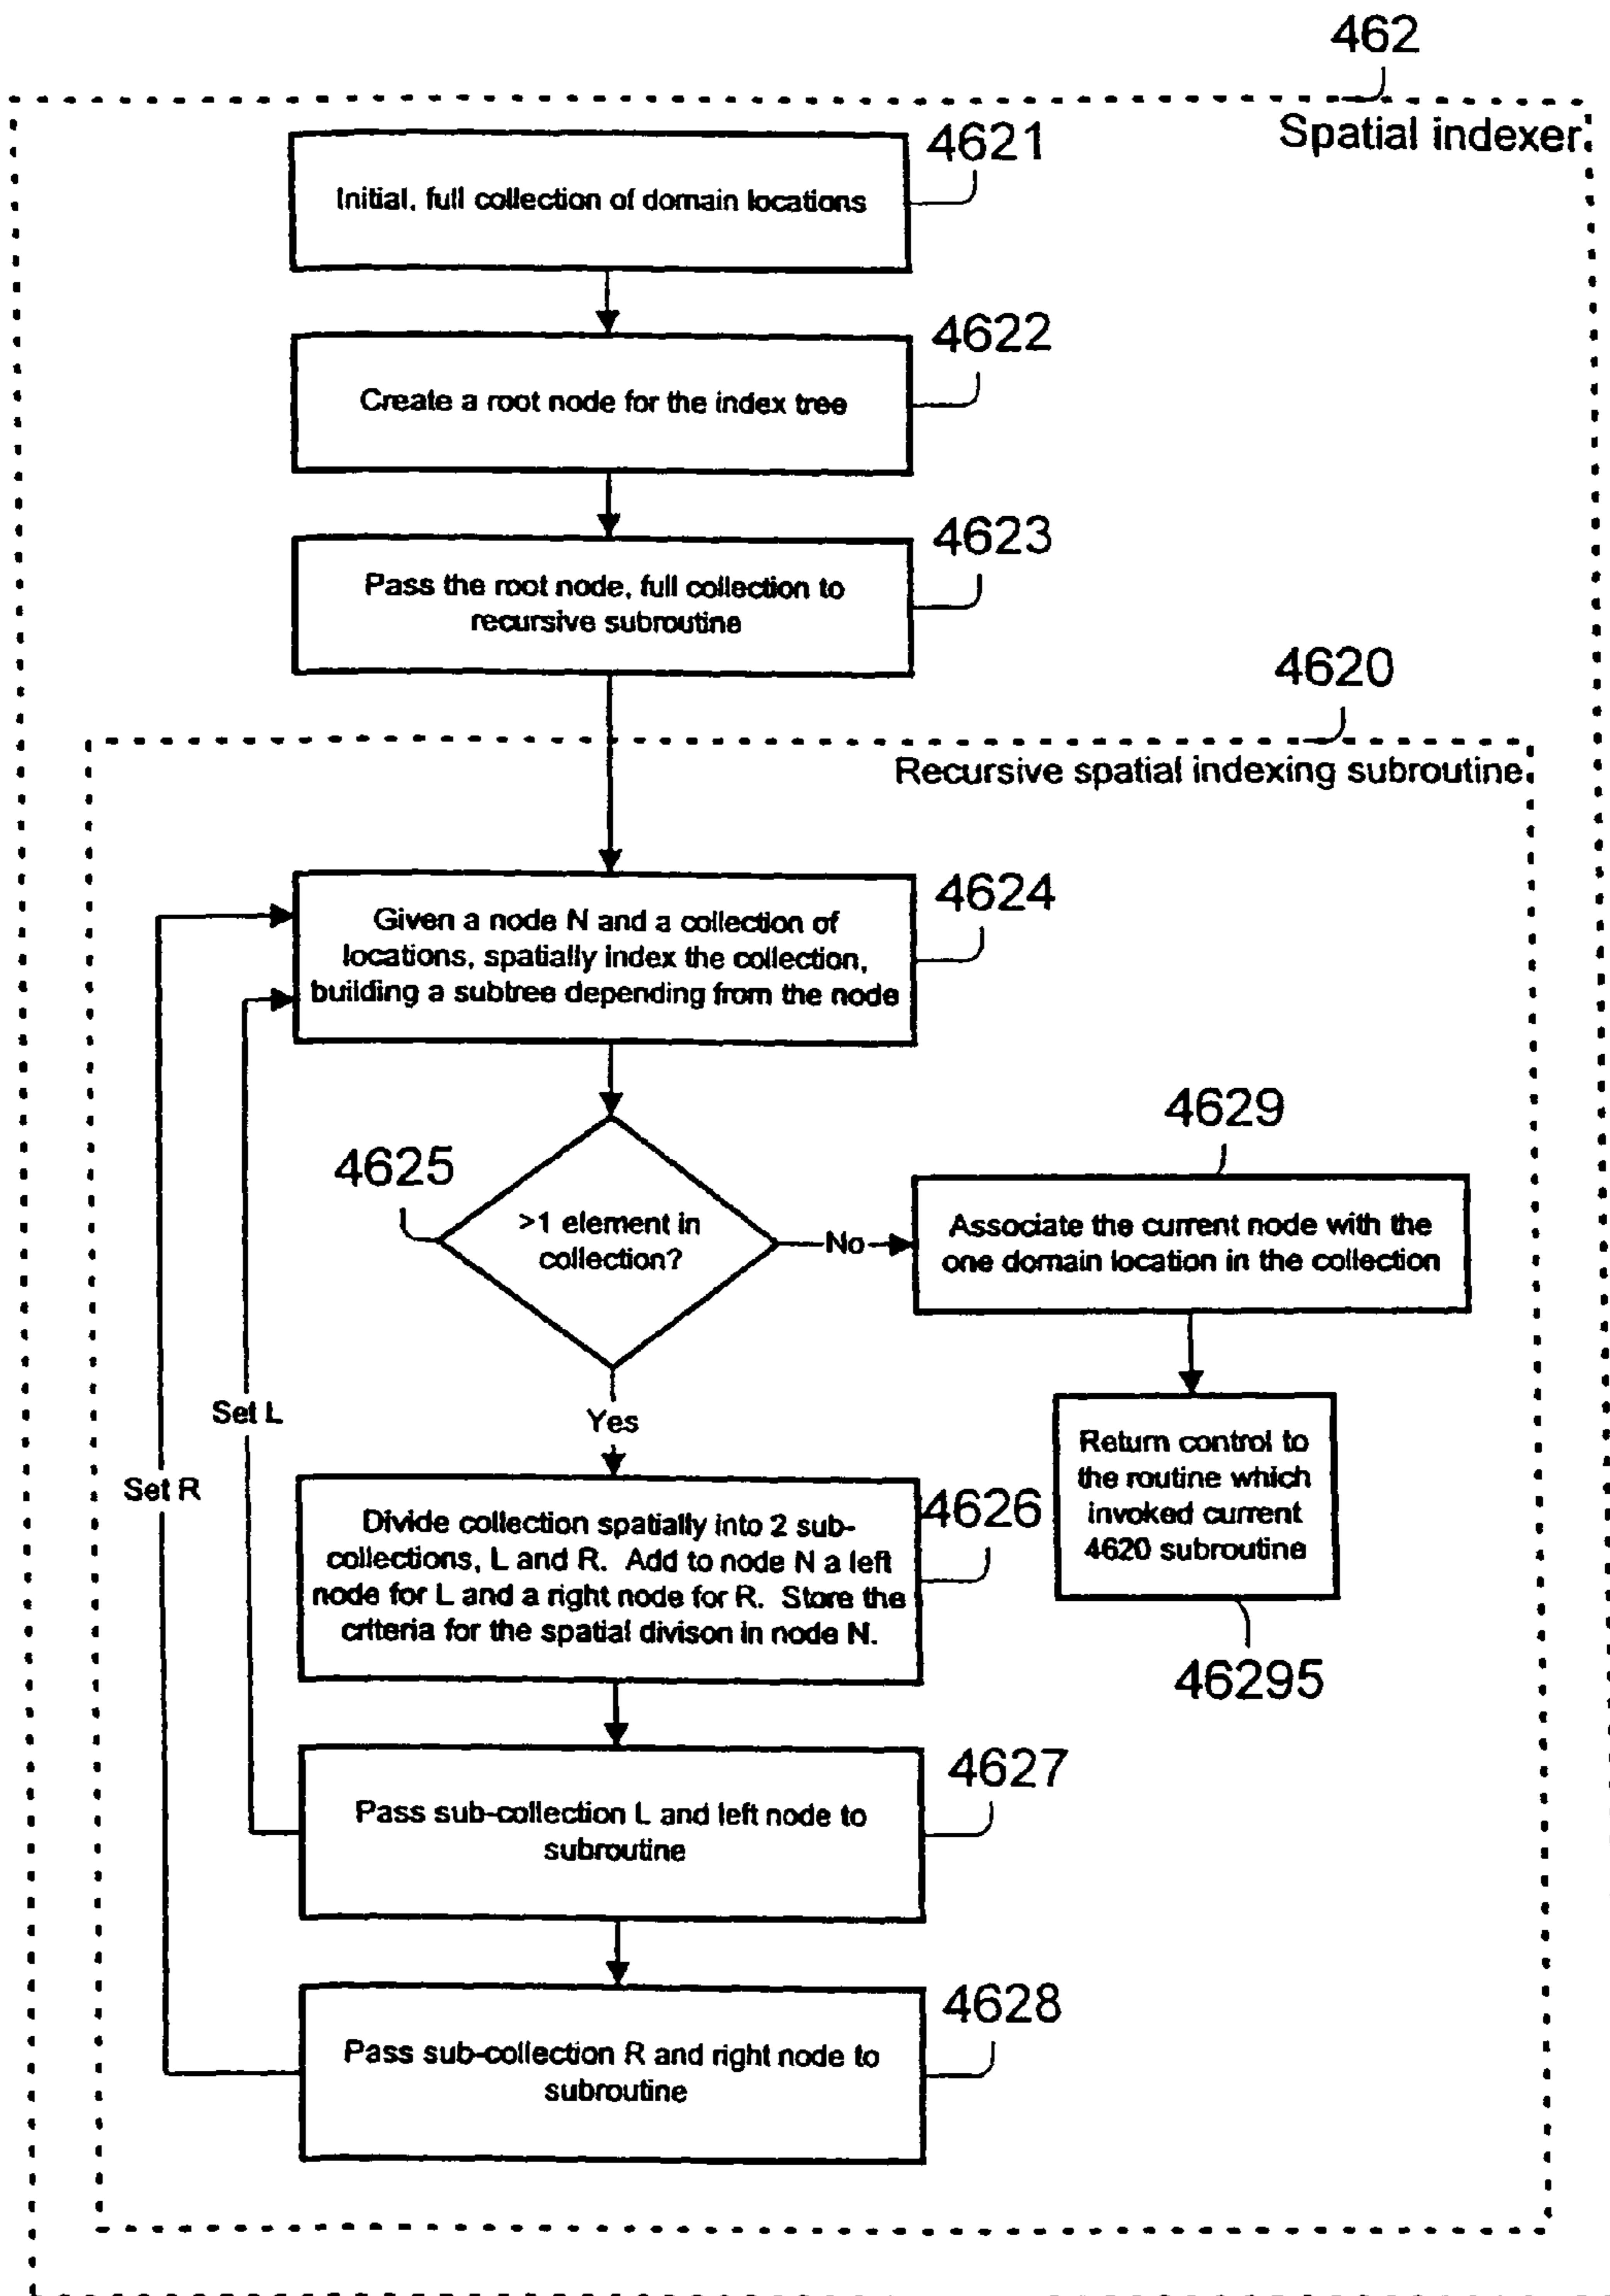 462
Spatial indexer
4621
Initial, full collection of domain locations
4622
Create a root node for the index tree
4623
Pass the root node, full collection to
recursive subroutine
4620
Recursive spatial indexing subroutine
4624
Given a node N and a collection of
locations, spatially index the collection,
building a subtree depending from the node
4625
>1 element in
collection?
No
4629
Associate the current node with the
one domain location in the collection
Yes
Set L
Set R
Return control to
the routine which
invoked current
4620 subroutine
46295
4626
Divide collection spatially into 2 sub-
collections, L and R. Add to node N a left
node for L and a right node for R. Store the
criteria for the spatial divison in node N.
4627
Pass sub-collection L and left node to
subroutine
4628
Pass sub-collection R and right node to
subroutine